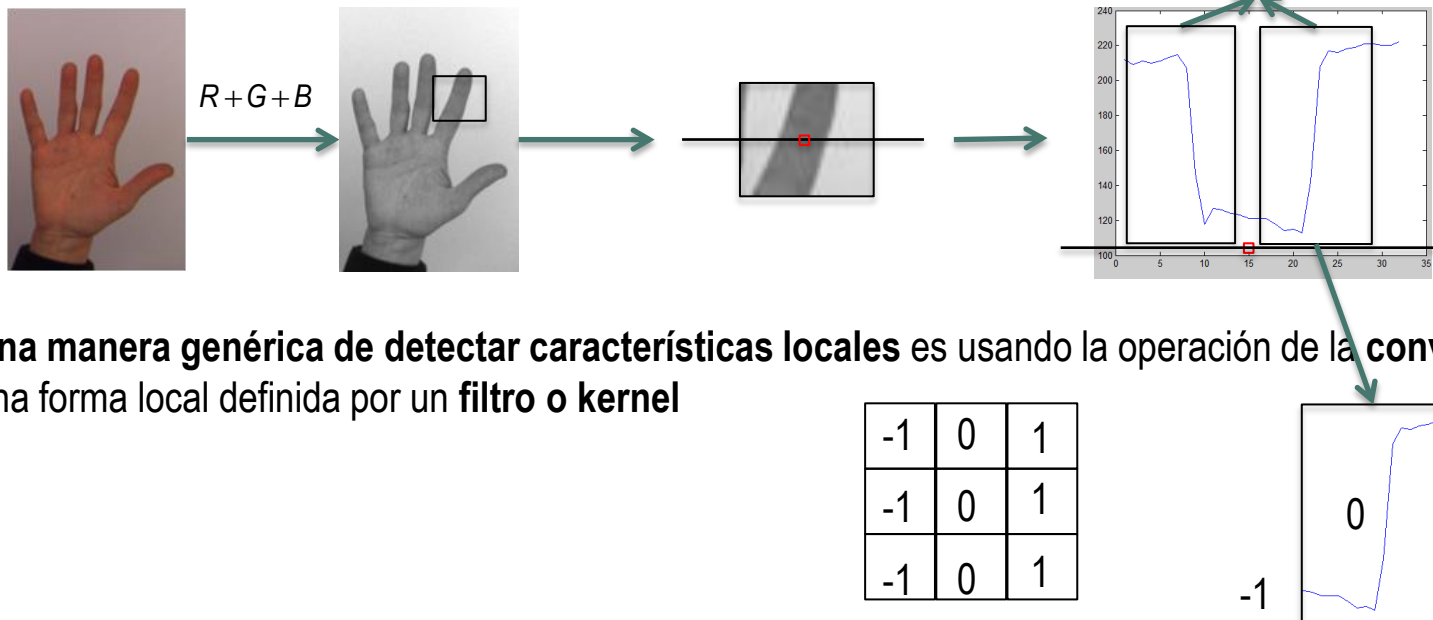 R+G+B
240
220
200
180
160
140
120
100
0 5 10 15 20 25 30 35
na manera genérica de detectar características locales es usando la operación de la conv
na forma local definida por un filtro o kernel
-1 0 1
-1 0 1
-1 0 1
0
-1